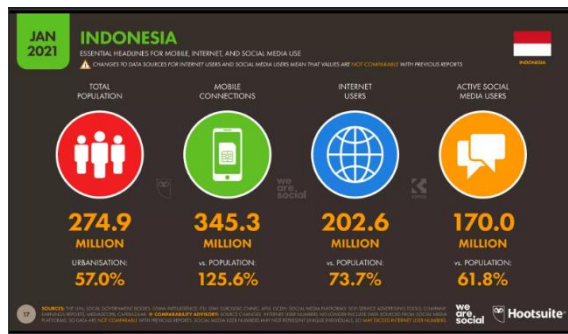 JAN
2021
INDONESIA
ESSENTIAL HEADLINES FOR MOBILE, INTERNET, AND SOCIAL MEDIA USE
CHANGES TO DATA SOURCES FOR INTERNET USERS AND SOCIAL MEDIA USERS MEAN THAT VALUES ARE NOT COMPARABLE WITH PREVIOUS REPORTS
INDONESIA
TOTAL
POPULATION
MOBILE
CONNECTIONS
INTERNET
USERS
ACTIVE SOCIAL
MEDIA USERS
we
are
social
274.9
MILLION
345.3
MILLION
202.6
MILLION
170.0
MILLION
URBANISATION:
57.0%
vs. POPULATION:
125.6%
vs. POPULATION:
73.7%
vs. POPULATION:
61.8%
17
we
are
social
Hootsuite